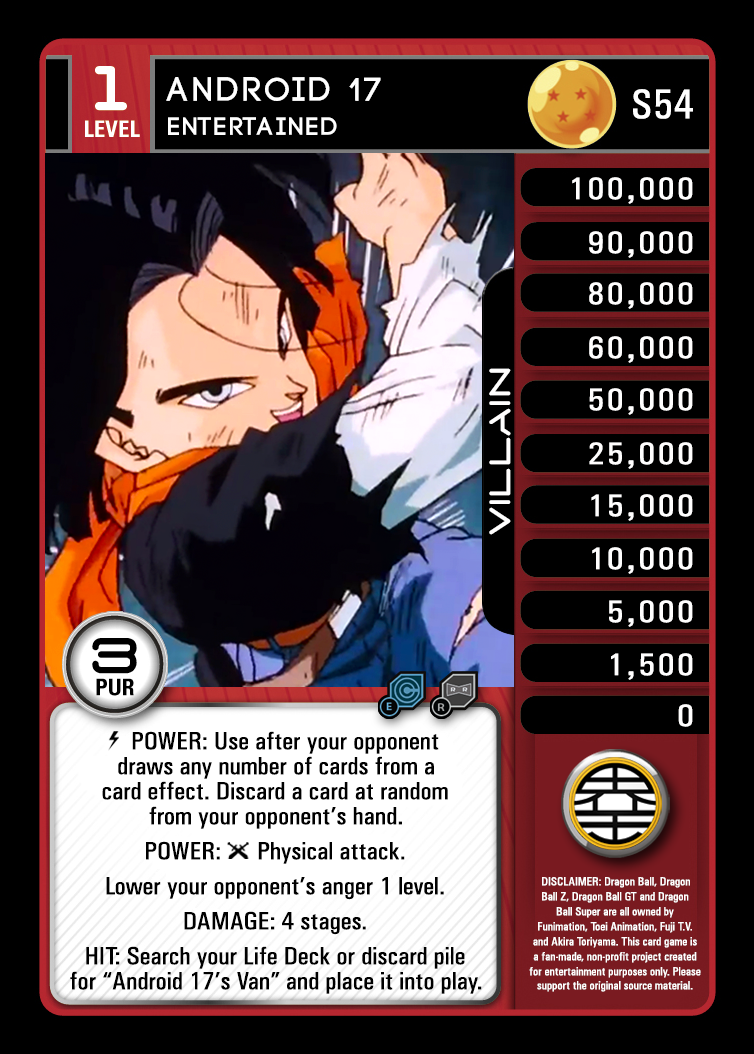 1
LEVEL
ANDROID 17
ENTERTAINED
S54
100,000
90,000
80,000
60,000
50,000
25,000
15,000
10,000
5,000
1,500
0
VILLAIN
3
PUR
E
R
RR
POWER: Use after your opponent
draws any number of cards from a
card effect. Discard a card at random
from your opponent's hand.
POWER: Physical attack.
Lower your opponent's anger 1 level.
DAMAGE: 4 stages.
HIT: Search your Life Deck or discard pile
for “Android 17's Van” and place it into play.
DISCLAIMER: Dragon Ball, Dragon
Ball Z, Dragon Ball GT and Dragon
Ball Super are all owned by
Funimation, Toei Animation, Fuji T.V.
and Akira Toriyama. This card game is
a fan-made, non-profit project created
for entertainment purposes only. Please
support the original source material.